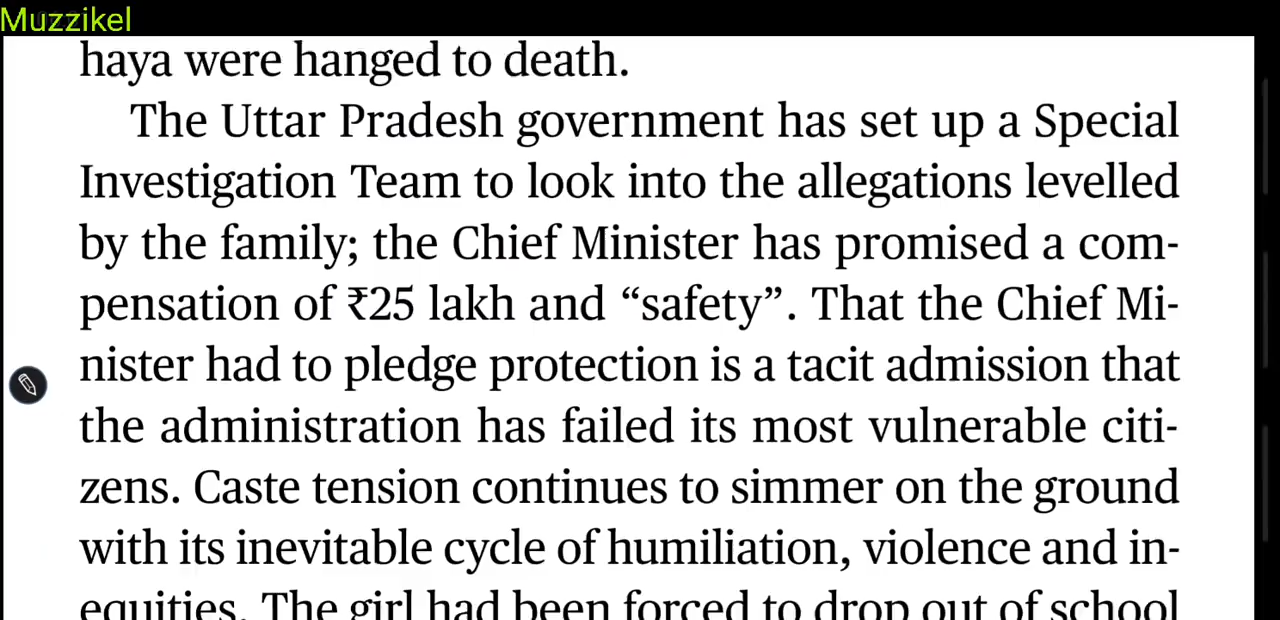 Muzzikel
haya were hanged to death.
The Uttar Pradesh government has set up a Special
Investigation Team to look into the allegations levelled
by the family; the Chief Minister has promised a com-
pensation of ₹25 lakh and “safety”. That the Chief Mi-
nister had to pledge protection is a tacit admission that
the administration has failed its most vulnerable citi-
zens. Caste tension continues to simmer on the ground
with its inevitable cycle of humiliation, violence and in-
equities. The girl had been forced to drop out of school